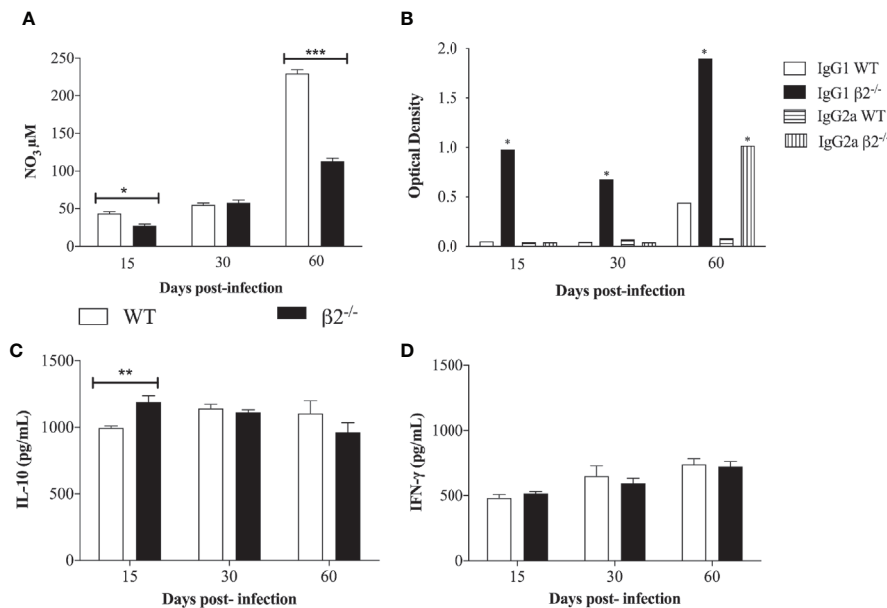 A
***
250
200
150
100
50
0
NO3 µM
*
15 30 60
Days post-infection
B
2.0
1.5
1.0
0.5
0.0
Optical Density
* * * *
15 30 60
Days post-infection
IgG1 WT
IgG1 β2-/-
IgG2a WT
IgG2a β2-/
WT β2-/-
C
1500
1000
500
0
IL-10 (pg/mL)
**
15 30 60
Days post- infection
D
1500
1000
500
0
IFN-γ (pg/mL)
15 30 60
Days post- infection